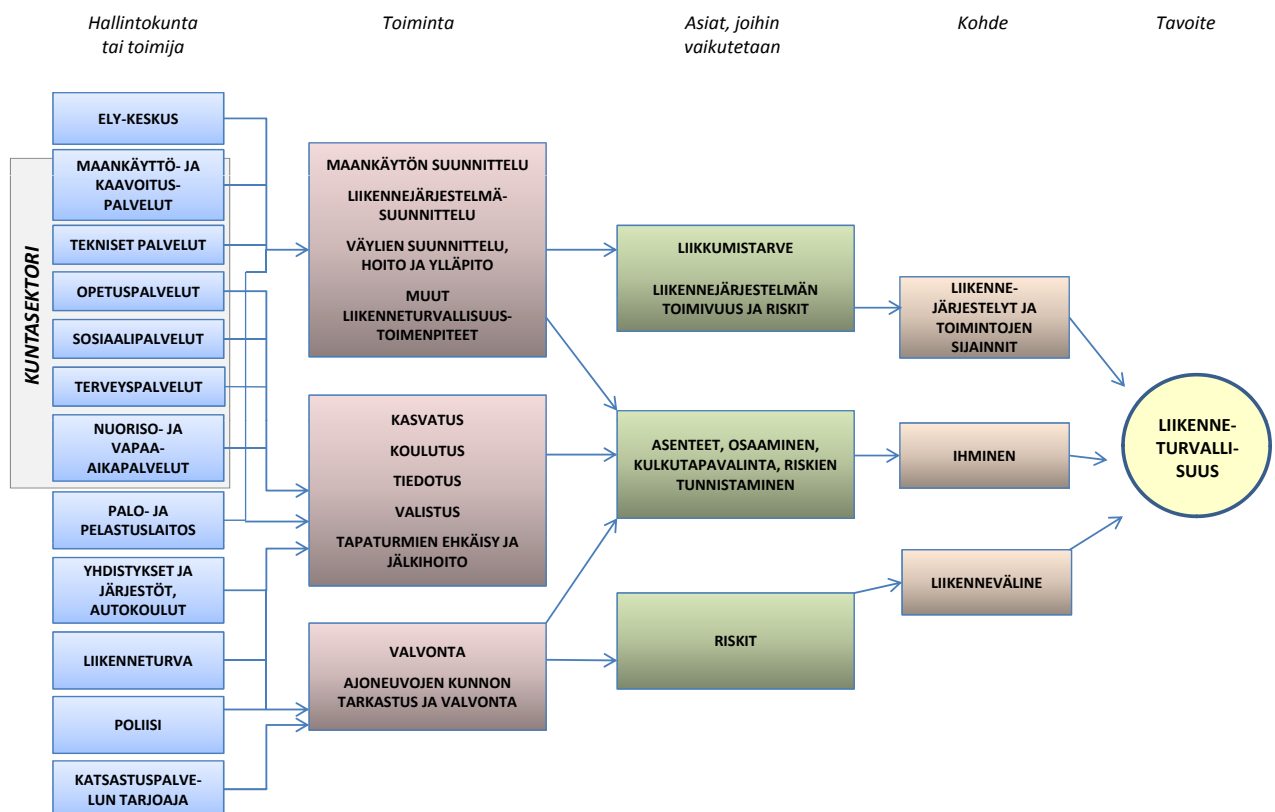 Hallintokunta
tai toimija
Toiminta
Asiat, joihin
vaikutetaan
Kohde
Tavoite
ELY-KESKUS
KUNTASEKTORI
MAANKÄYTTÖ- JA
KAAVOITUS-
PALVELUT
TEKNISET PALVELUT
OPETUSPALVELUT
SOSIAALIPALVELUT
TERVEYSPALVELUT
NUORISO- JA
VAPAA-
AIKAPALVELUT
PALO- JA
PELASTUSLAITOS
YHDISTYKSET JA
JÄRJESTÖT,
AUTOKOULUT
LIIKENNETURVA
POLIISI
KATSASTUSPALVE-
LUN TARJOAJA
MAANKÄYTÖN SUUNNITTELU
LIIKENNEJÄRJESTELMÄ-
SUUNNITTELU
VÄYLIEN SUUNNITTELU,
HOITO JA YLLÄPITO
MUUT
LIIKENNETURVALLISUUS-
TOIMENPITEET
KASVATUS
KOULUTUS
TIEDOTUS
VALISTUS
TAPATURMIEN EHKÄISY JA
JÄLKIHOITO
VALVONTA
AJONEUVOJEN KUNNON
TARKASTUS JA VALVONTA
LIIKKUMISTARVE
LIIKENNEJÄRJESTELMÄN
TOIMIVUUS JA RISKIT
ASENTEET, OSAAMINEN,
KULKUTAPAVALINTA, RISKIEN
TUNNISTAMINEN
RISKIT
LIIKENNE-
JÄRJESTELYT JA
TOIMINTOJEN
SIJAINNIT
IHMINEN
LIIKENNEVÄLINE
LIIKENNE-
TURVALLI-
SUUS